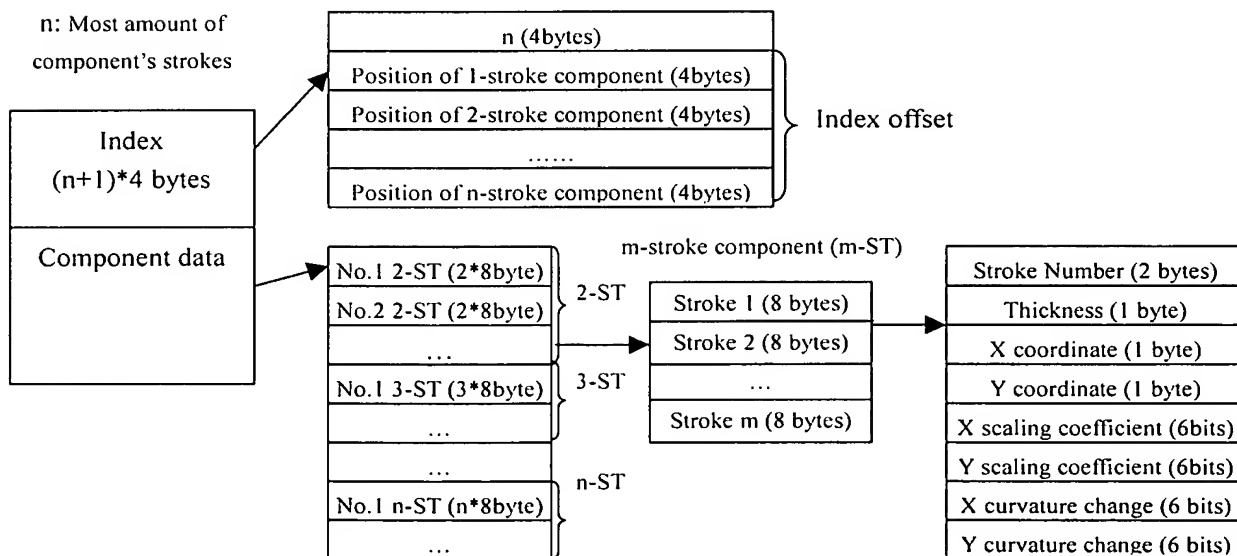 n: Most amount of
component's strokes
Index
(n+1)*4 bytes
Component data
n (4bytes)
Position of 1-stroke component (4bytes)
Position of 2-stroke component (4bytes)
……
Position of n-stroke component (4bytes)
Index offset
No.1 2-ST (2*8byte)
No.2 2-ST (2*8byte)
…
No.1 3-ST (3*8byte)
…
…
No.1 n-ST (n*8byte)
…
2-ST
3-ST
n-ST
m-stroke component (m-ST)
Stroke 1 (8 bytes)
Stroke 2 (8 bytes)
…
Stroke m (8 bytes)
Stroke Number (2 bytes)
Thickness (1 byte)
X coordinate (1 byte)
Y coordinate (1 byte)
X scaling coefficient (6bits)
Y scaling coefficient (6bits)
X curvature change (6 bits)
Y curvature change (6 bits)